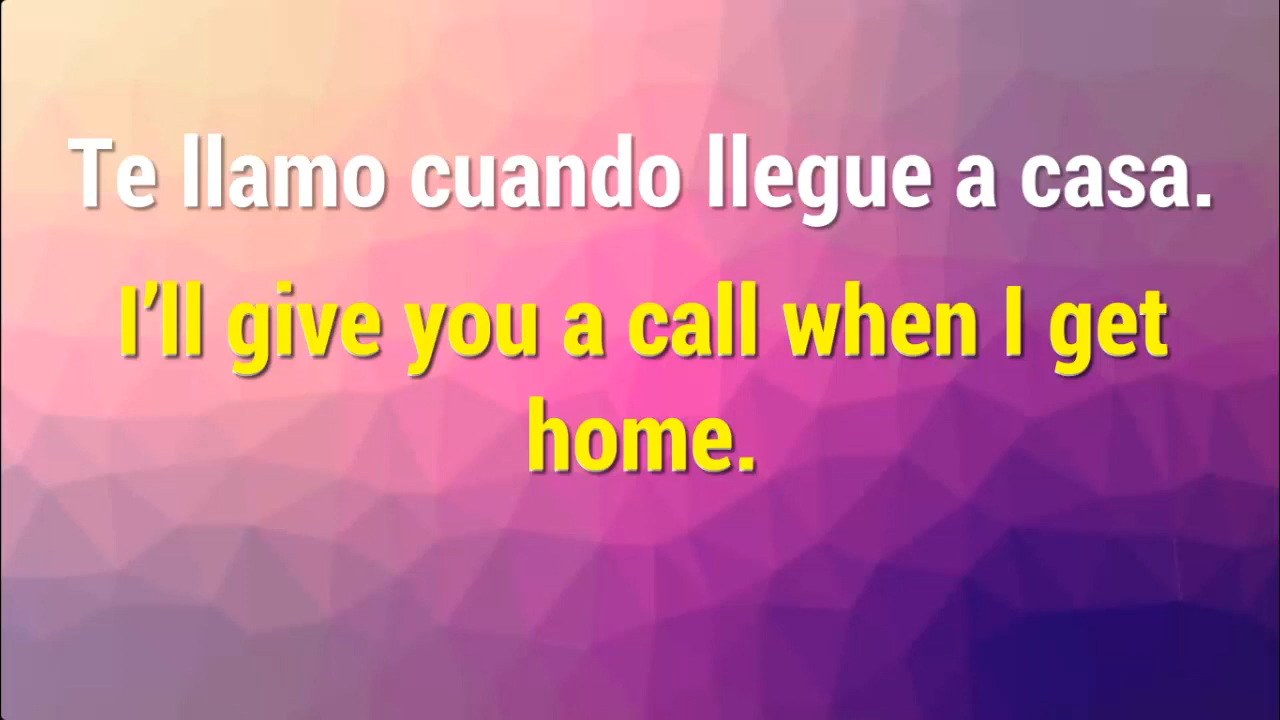 Te llamo cuando llegue a casa.
I’ll give you a call when I get
home.